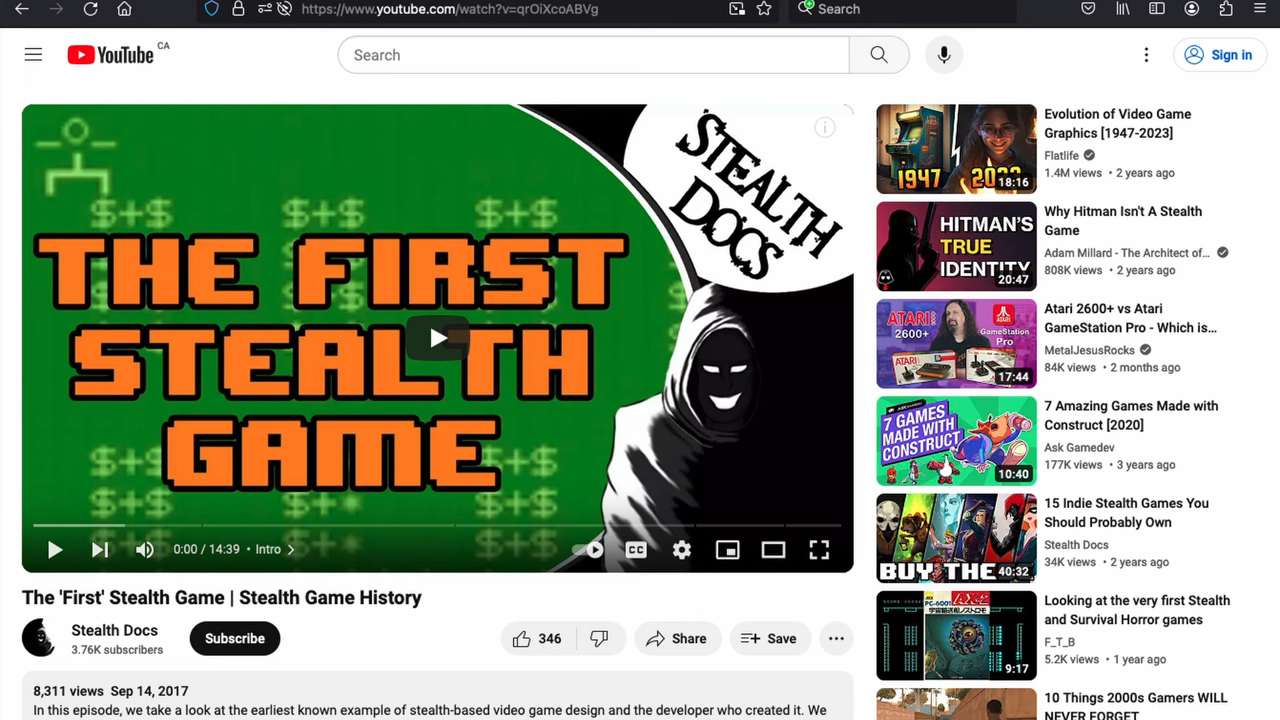 https://www.youtube.com/watch?v=qrOiXcoABVg
Search
YouTube CA
Search
Sign in
STEALTH
DOCS
$+$ $+$ $+$
THE FIRST
STEALTH
GAME
0:00 / 14:39 • Intro
CC
The 'First' Stealth Game | Stealth Game History
Stealth Docs
3.76K subscribers
Subscribe
346
Share
Save
8,311 views Sep 14, 2017
In this episode, we take a look at the earliest known example of stealth-based video game design and the developer who created it. We
1947
18:16
Evolution of Video Game
Graphics [1947-2023]
Flatlife
1.4M views • 2 years ago
HITMAN'S
TRUE
IDENTITY
20:47
Why Hitman Isn't A Stealth
Game
Adam Millard - The Architect of...
808K views • 2 years ago
ATARI
2600+
ATARI
GameStation
Pro
17:44
Atari 2600+ vs Atari
GameStation Pro - Which is...
MetalJesusRocks
84K views • 2 months ago
7 GAMES
MADE WITH
CONSTRUCT
10:40
7 Amazing Games Made with
Construct [2020]
Ask Gamedev
177K views • 3 years ago
BUY THE
40:32
15 Indie Stealth Games You
Should Probably Own
Stealth Docs
34K views • 2 years ago
PC-6001
9:17
Looking at the very first Stealth
and Survival Horror games
F_T_B
5.2K views • 1 year ago
10 Things 2000s Gamers WILL
NEVER FORGET